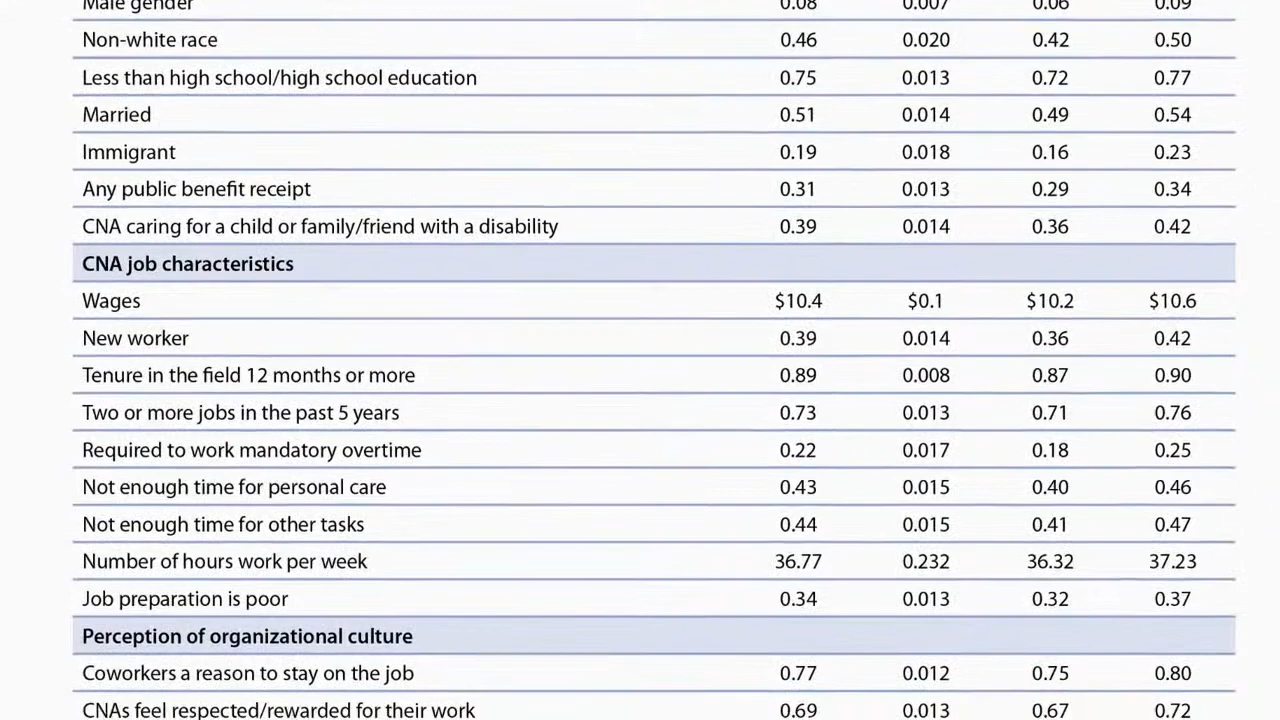 Male gender 0.08 0.007 0.06 0.09
Non-white race 0.46 0.020 0.42 0.50
Less than high school/high school education 0.75 0.013 0.72 0.77
Married 0.51 0.014 0.49 0.54
Immigrant 0.19 0.018 0.16 0.23
Any public benefit receipt 0.31 0.013 0.29 0.34
CNA caring for a child or family/friend with a disability 0.39 0.014 0.36 0.42
CNA job characteristics
Wages $10.4 $0.1 $10.2 $10.6
New worker 0.39 0.014 0.36 0.42
Tenure in the field 12 months or more 0.89 0.008 0.87 0.90
Two or more jobs in the past 5 years 0.73 0.013 0.71 0.76
Required to work mandatory overtime 0.22 0.017 0.18 0.25
Not enough time for personal care 0.43 0.015 0.40 0.46
Not enough time for other tasks 0.44 0.015 0.41 0.47
Number of hours work per week 36.77 0.232 36.32 37.23
Job preparation is poor 0.34 0.013 0.32 0.37
Perception of organizational culture
Coworkers a reason to stay on the job 0.77 0.012 0.75 0.80
CNAs feel respected/rewarded for their work 0.69 0.013 0.67 0.72